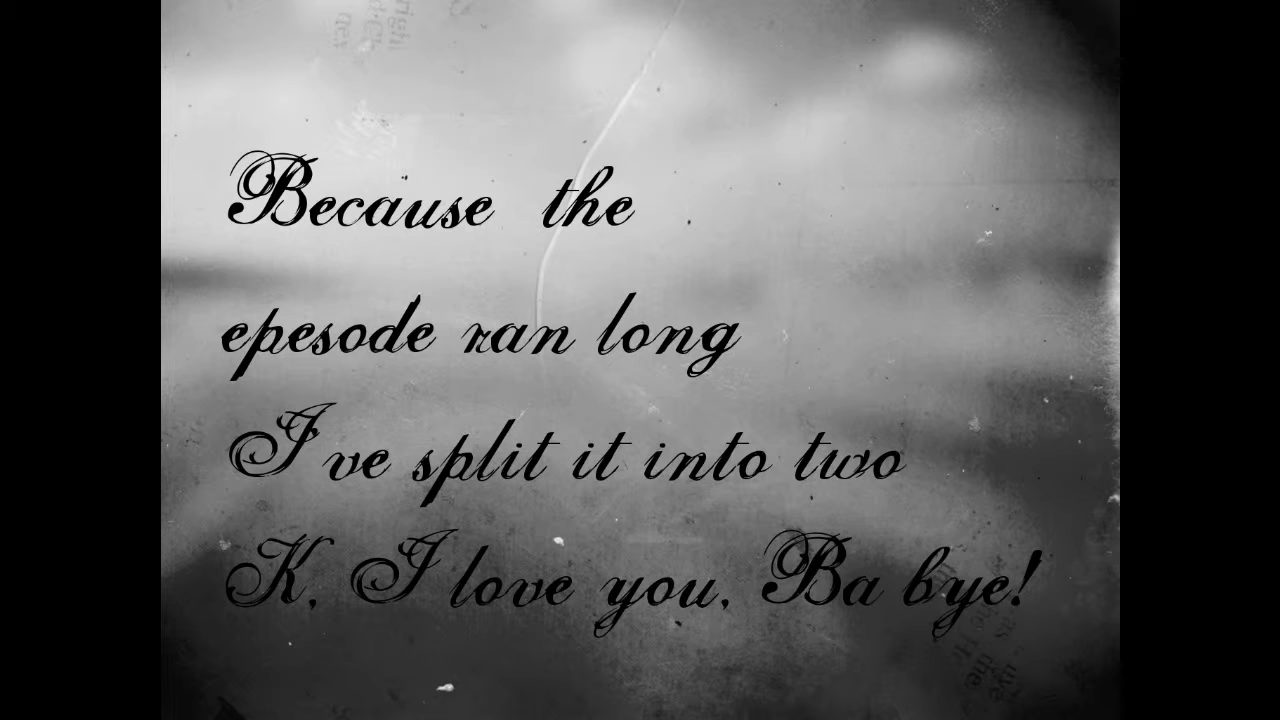 Because the
epesode ran long
I've split it into two
K, I love you, Ba bye!